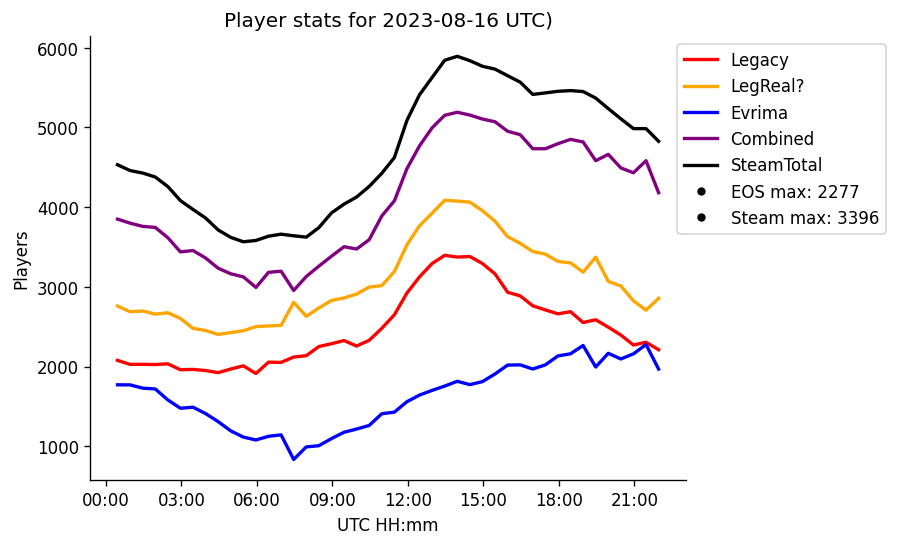 Player stats for 2023-08-16 UTC)
6000
5000
4000
3000
2000
1000
Players
00:00 03:00 06:00 09:00 12:00 15:00 18:00 21:00
UTC HH:mm
Legacy
LegReal?
Evrima
Combined
SteamTotal
EOS max: 2277
Steam max: 3396